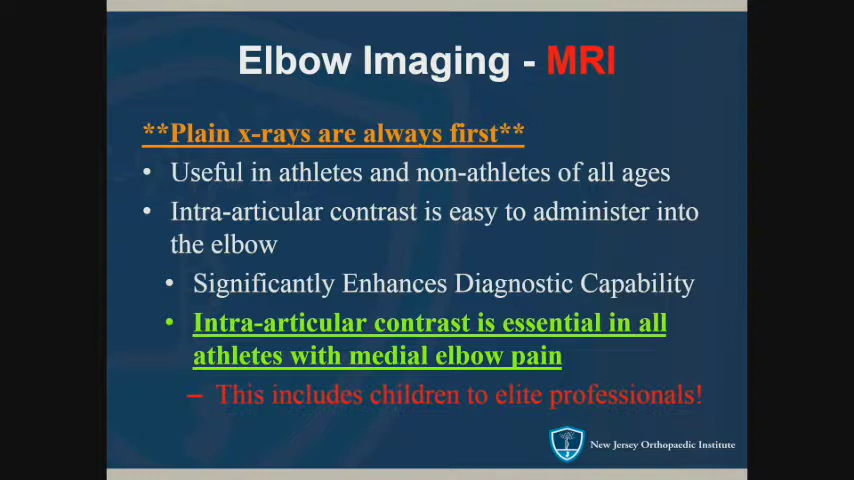 Elbow Imaging - MRI
**Plain x-rays are always first**
• Useful in athletes and non-athletes of all ages
• Intra-articular contrast is easy to administer into
the elbow
• Significantly Enhances Diagnostic Capability
• Intra-articular contrast is essential in all
athletes with medial elbow pain
– This includes children to elite professionals!
New Jersey Orthopaedic Institute